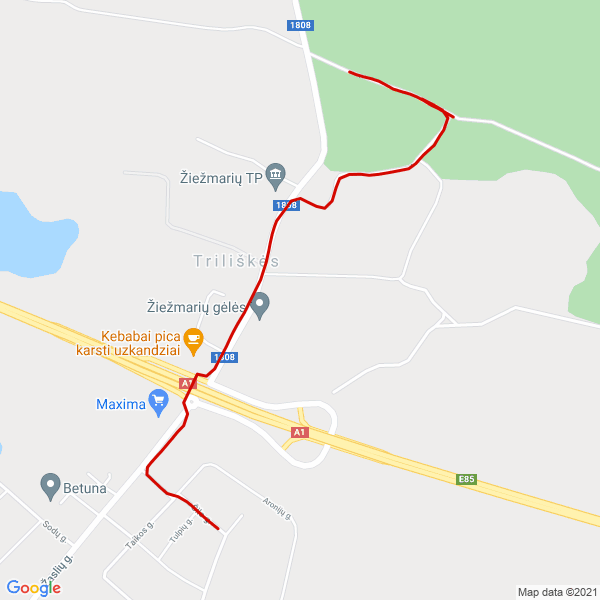 1808
Žiežmarių TP
1808
Triliškės
Žiežmarių gėlės
Kebabai pica
karsti uzkandziai
1808
A1
Maxima
A1
E85
Betuna
Aronijų g.
Tulpių g.
Taikos g.
Sodų g.
Žaslių g.
Google
Map data ©2021